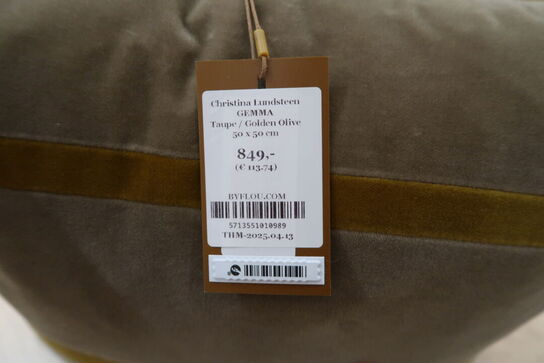 Christina Lundsteen
GEMMA
Taupe / Golden Olive
50 x 50 cm
849,-
(€ 113.74)
BYFLOU.COM
5713551010989
THM-2025.04.13